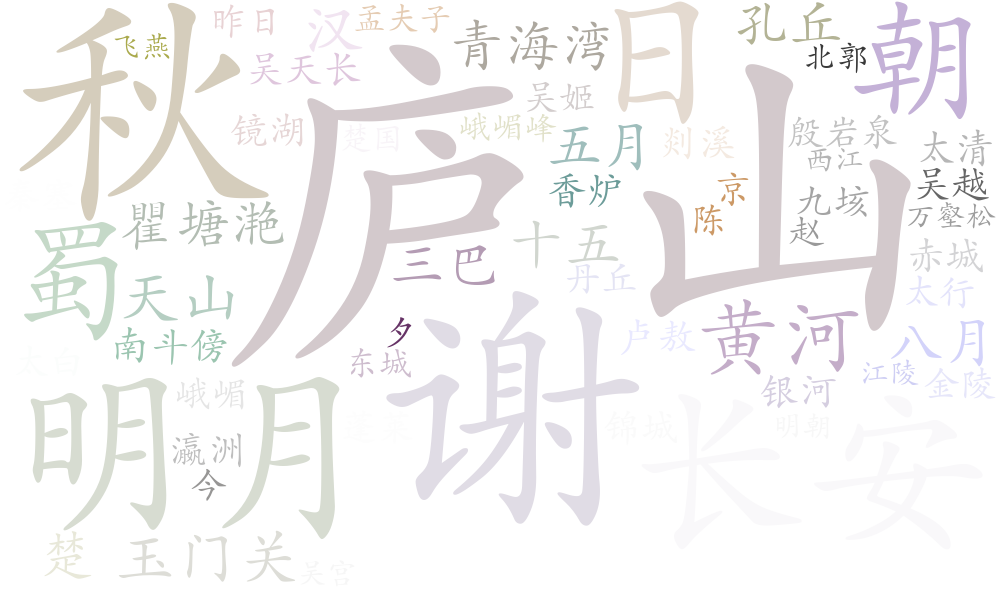 秋
飞燕
昨日
汉
孟夫子
吴天长
青海湾
日
孔丘
北郭
朝
镜湖
楚国
庐山
吴姬
峨嵋峰
五月
剡溪
殷岩泉
西江
太清
香炉
京
陈
九垓
赵
吴越
万壑松
瞿塘滟
蜀
天山
南斗傍
三巴
十五
丹丘
赤城
太行
太白
夕
东城
谢
卢敖
黄河
八月
江陵
金陵
银河
明月
峨嵋
瀛洲
今
锦城
长安
明朝
楚
玉门关
吴宫